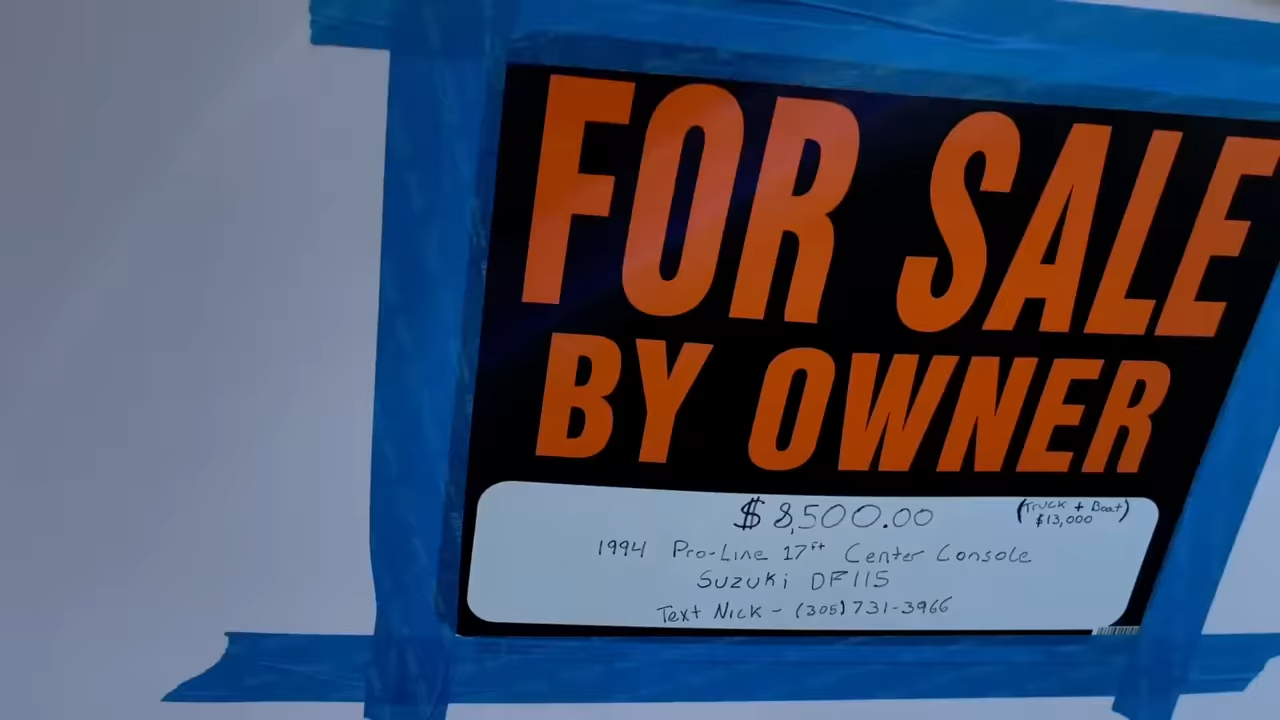 FOR SALE
BY OWNER
$8,500.00
(Truck + Boat)
$13,000
1994 Pro-Line 17ft Center Console
Suzuki DF115
Text Nick - (305)731-3966